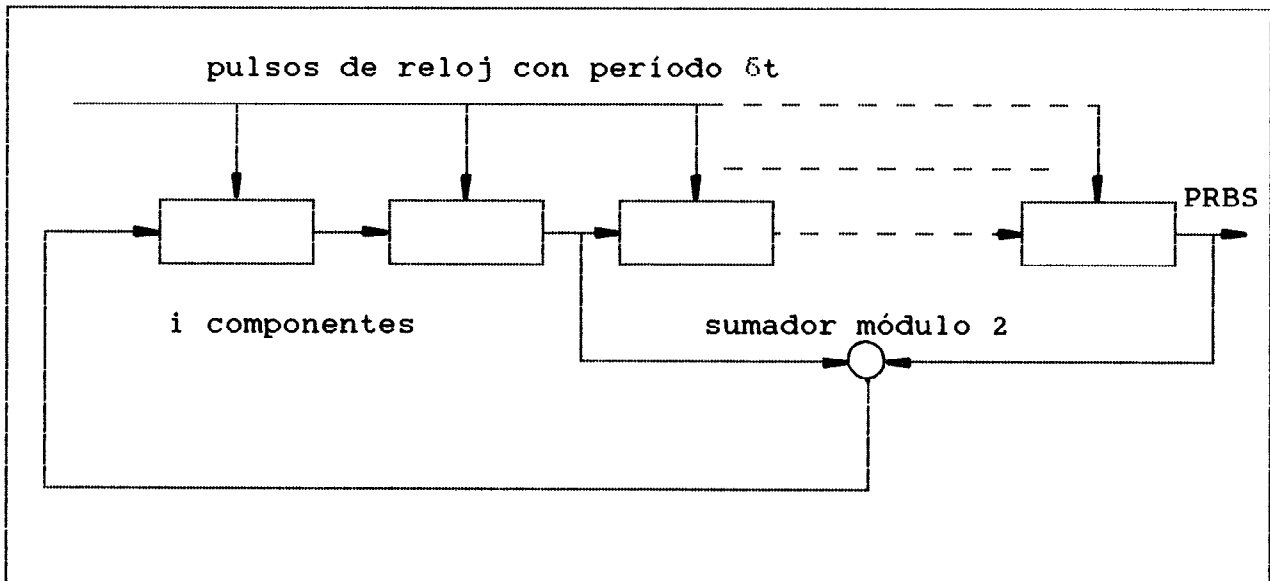 pulsos de reloj con período δt
PRBS
i componentes
sumador módulo 2